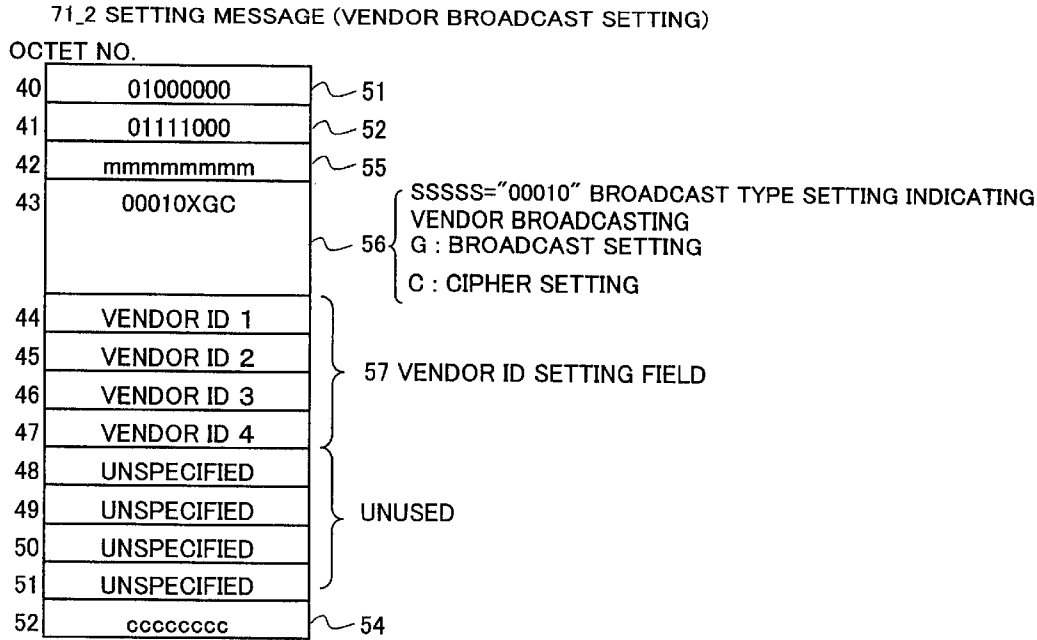 71_2 SETTING MESSAGE (VENDOR BROADCAST SETTING)
OCTET NO.
40 01000000 51
41 01111000 52
42 mmmmmmmm 55
43 00010XGC 56 SSSSS="00010" BROADCAST TYPE SETTING INDICATING
VENDOR BROADCASTING
G : BROADCAST SETTING
C : CIPHER SETTING
44 VENDOR ID 1
45 VENDOR ID 2
57 VENDOR ID SETTING FIELD
46 VENDOR ID 3
47 VENDOR ID 4
48 UNSPECIFIED
49 UNSPECIFIED UNUSED
50 UNSPECIFIED
51 UNSPECIFIED
52 cccccccc 54